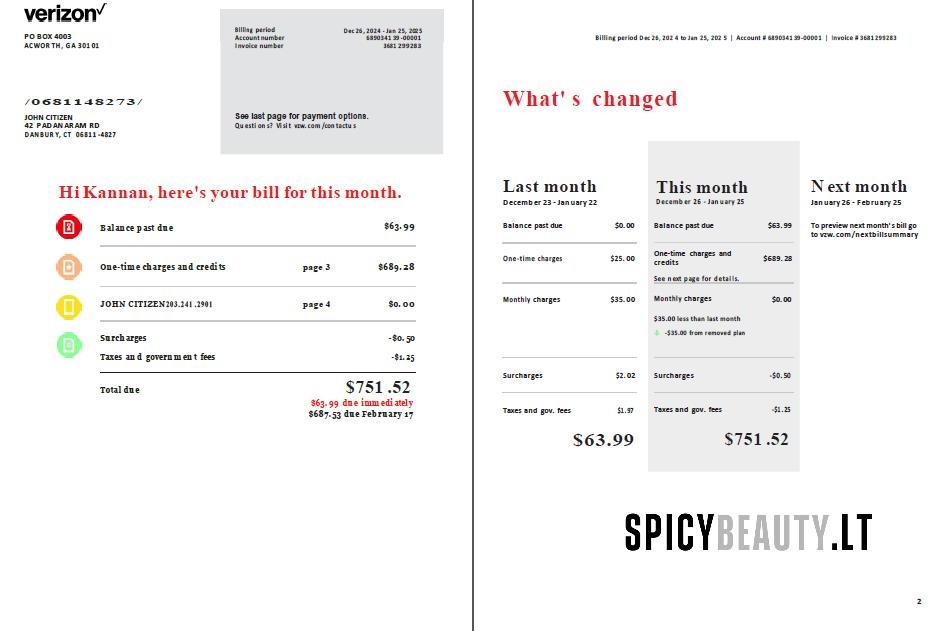 verizon✓
PO BOX 4003
ACWORTH, GA 30101
Billing period Dec 26, 2024 - Jan 25, 2025
Account number 689034139-00001
Invoice number 3681299283
/0681148273/
JOHN CITIZEN
42 PADANARAM RD
DANBURY, CT 06811-4827
See last page for payment options.
Questions? Visit vzw.com/contactus
Hi Kannan, here's your bill for this month.
Balance past due $63.99
One-time charges and credits page 3 $689.28
JOHN CITIZEN203.241.2901 page 4 $0.00
Surcharges -$0.50
Taxes and government fees -$1.25
Total due $751.52
$63.99 due immediately
$687.53 due February 17
Billing period Dec 26, 2024 to Jan 25, 2025 | Account # 689034139-00001 | Invoice # 3681299283
What's changed
Last month
December 23 - January 22
Balance past due $0.00
One-time charges $25.00
Monthly charges $35.00
Surcharges $2.02
Taxes and gov. fees $1.97
$63.99
This month
December 26 - January 25
Balance past due $63.99
One-time charges and
credits $689.28
See next page for details.
Monthly charges $0.00
$35.00 less than last month
-$35.00 from removed plan
Surcharges -$0.50
Taxes and gov. fees -$1.25
$751.52
Next month
January 26 - February 25
To preview next month's bill go
to vzw.com/nextbillsummary
SPICYBEAUTY.LT
2